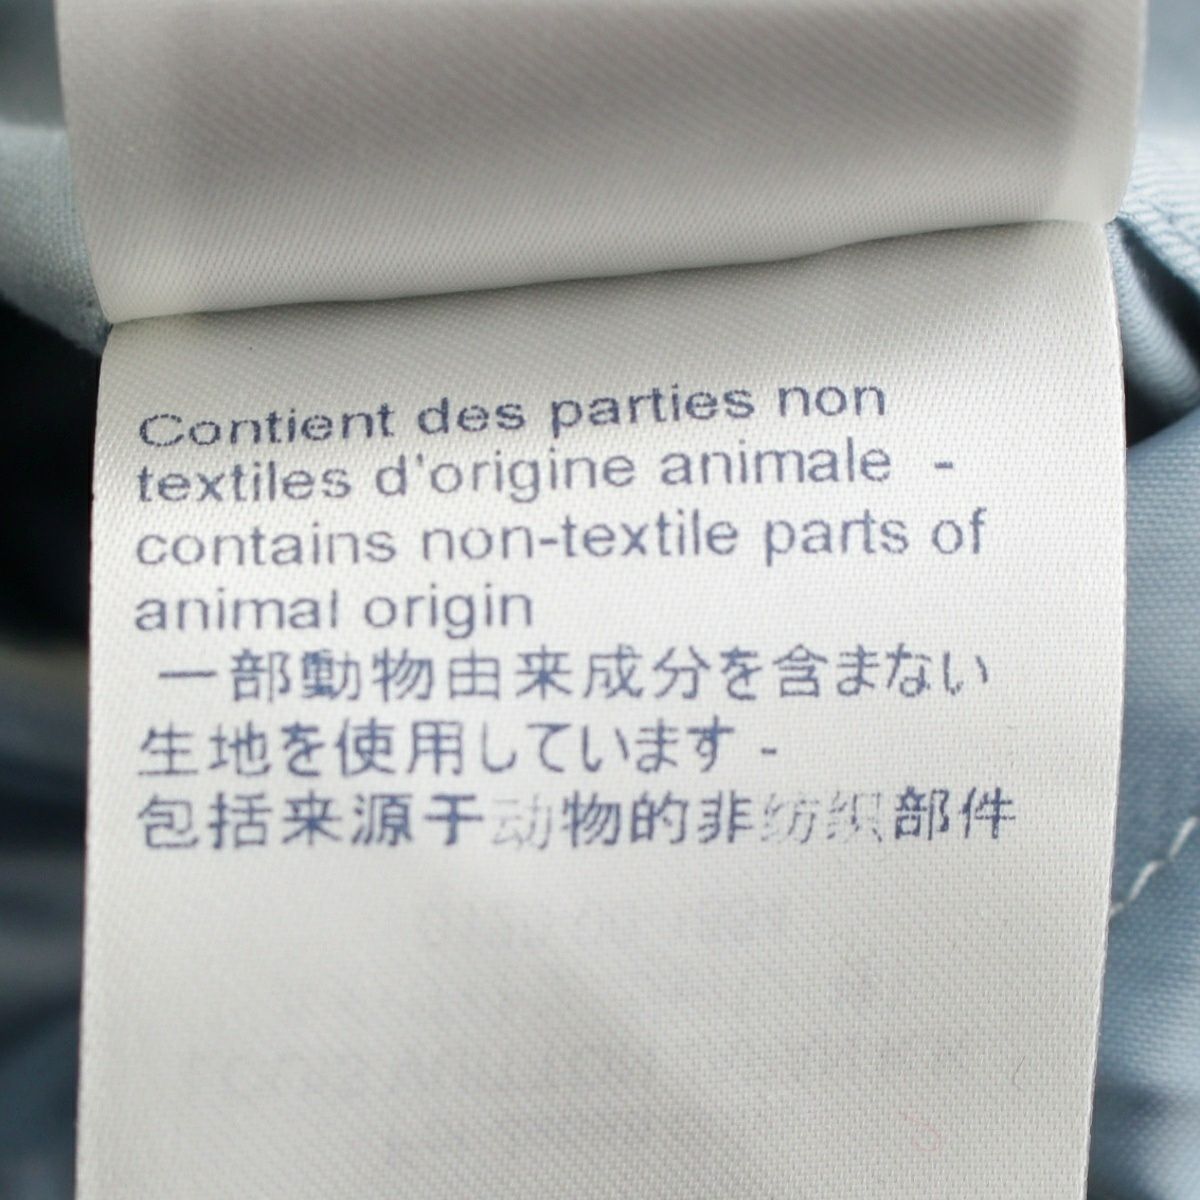 Contient des parties non
textiles d'origine animale -
contains non-textile parts of
animal origin
一部動物由来成分を含まない
生地を使用しています -
包括来源于动物的非纺织部件